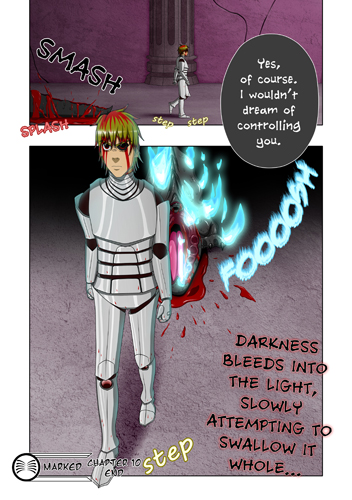 SMASH
SPLASH
step
step
Yes,
of course.
I wouldn't
dream of
controlling
you.
FOOOOSH
DARKNESS
BLEEDS INTO
THE LIGHT,
SLOWLY
ATTEMPTING TO
SWALLOW IT
WHOLE...
step
MARKED CHAPTER 10
END